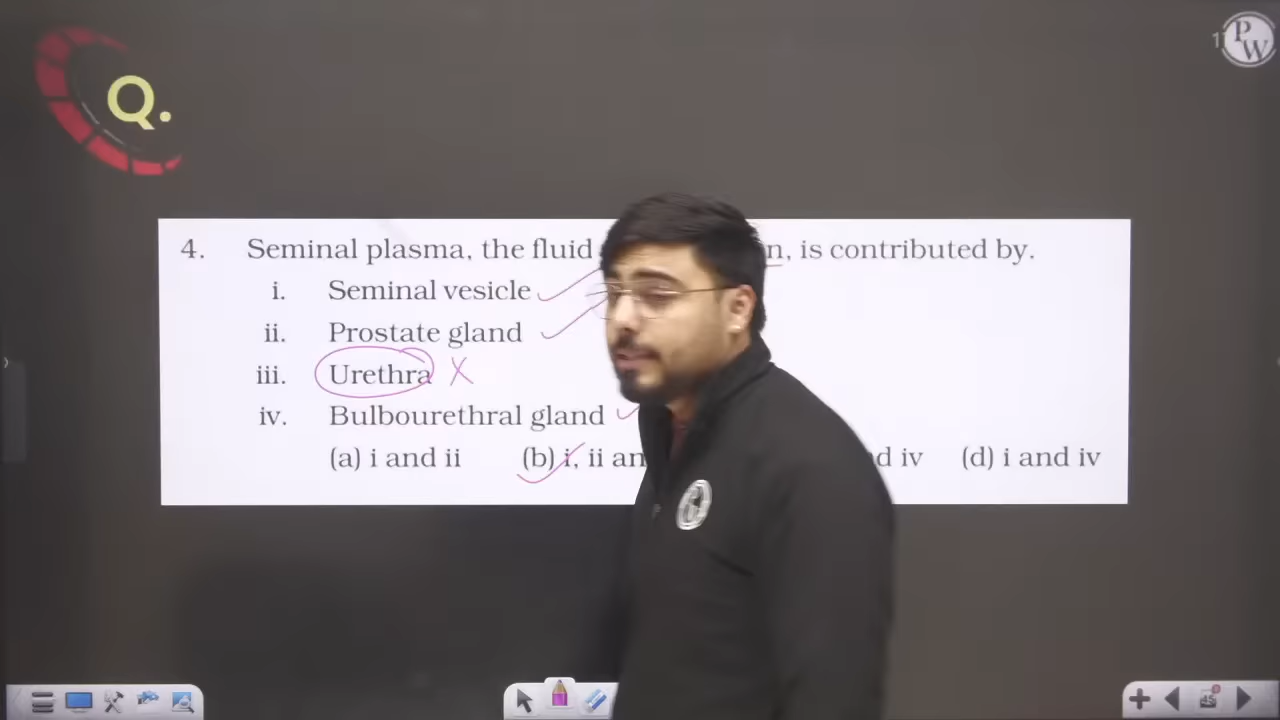 P
W
Q.
4. Seminal plasma, the fluid n, is contributed by.
i. Seminal vesicle
ii. Prostate gland
iii. Urethra X
iv. Bulbourethral gland
(a) i and ii (b) i, ii an d iv (d) i and iv
45